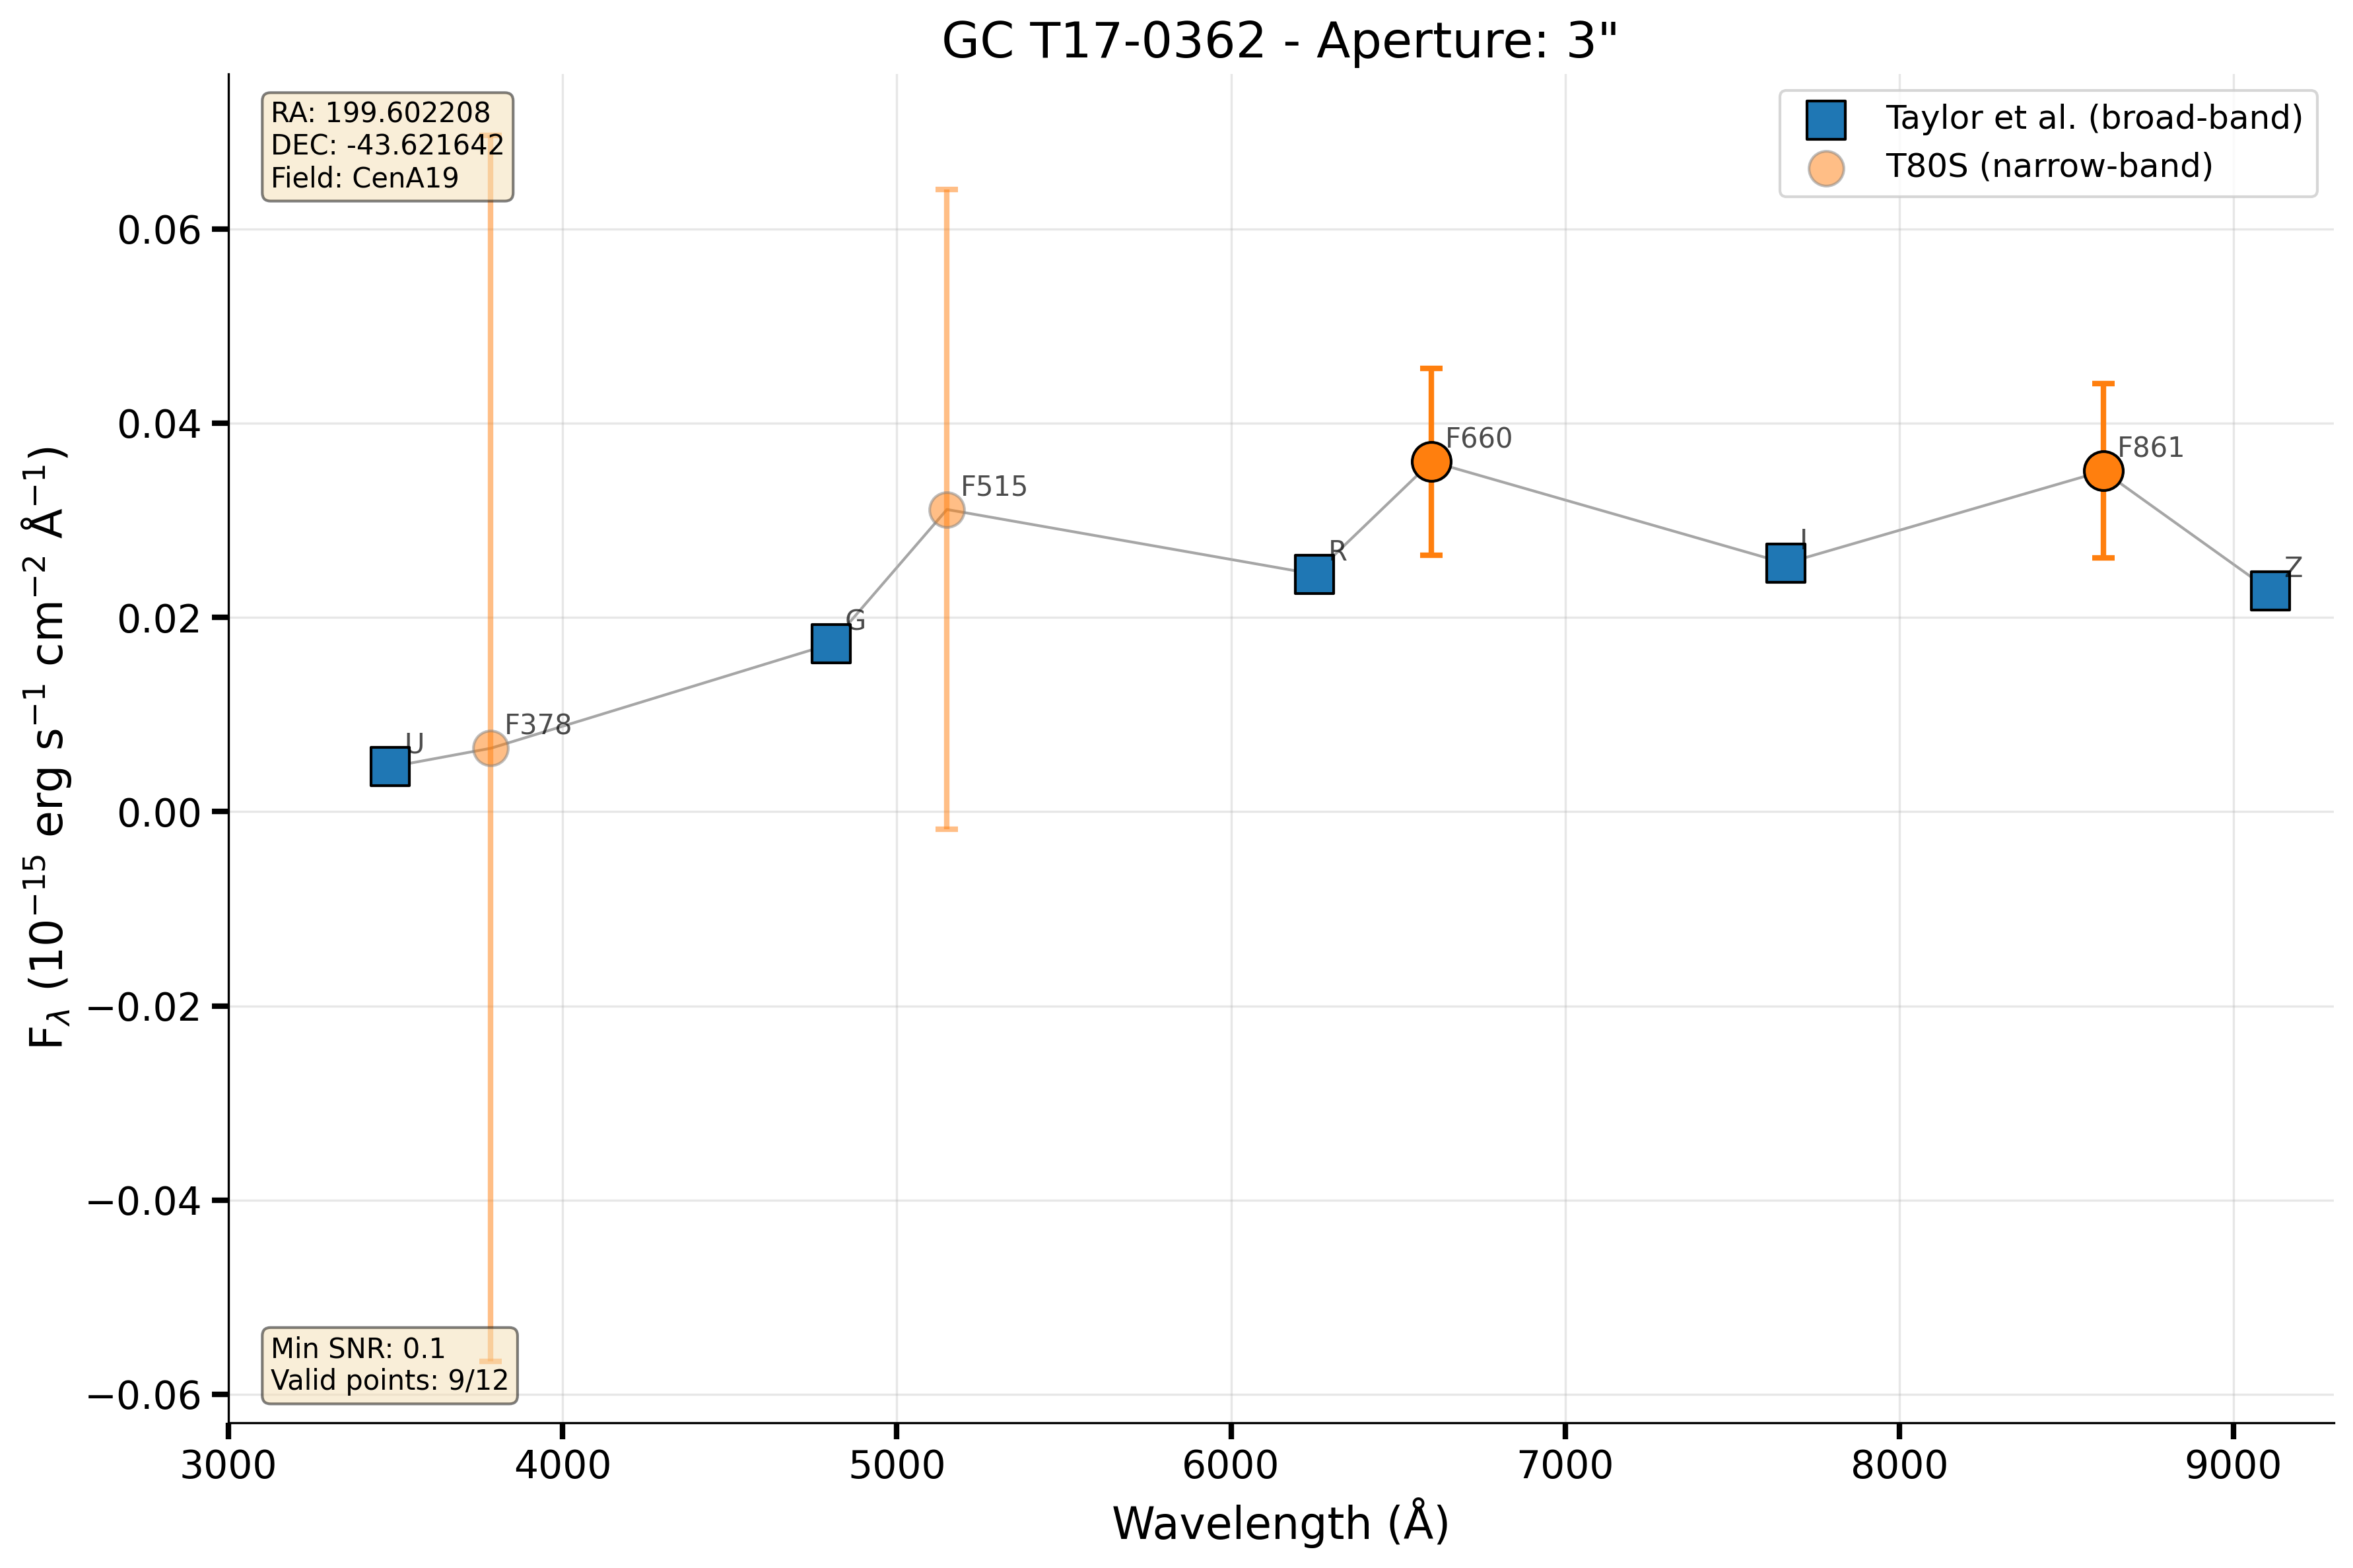 GC T17-0362 - Aperture: 3"
RA: 199.602208
DEC: -43.621642
Field: CenA19
Taylor et al. (broad-band)
T80S (narrow-band)
F_λ (10⁻¹⁵ erg s⁻¹ cm⁻² Å⁻¹)
0.06
0.04
0.02
0.00
−0.02
−0.04
−0.06
U
F378
G
F515
R
F660
I
F861
Z
Min SNR: 0.1
Valid points: 9/12
3000 4000 5000 6000 7000 8000 9000
Wavelength (Å)